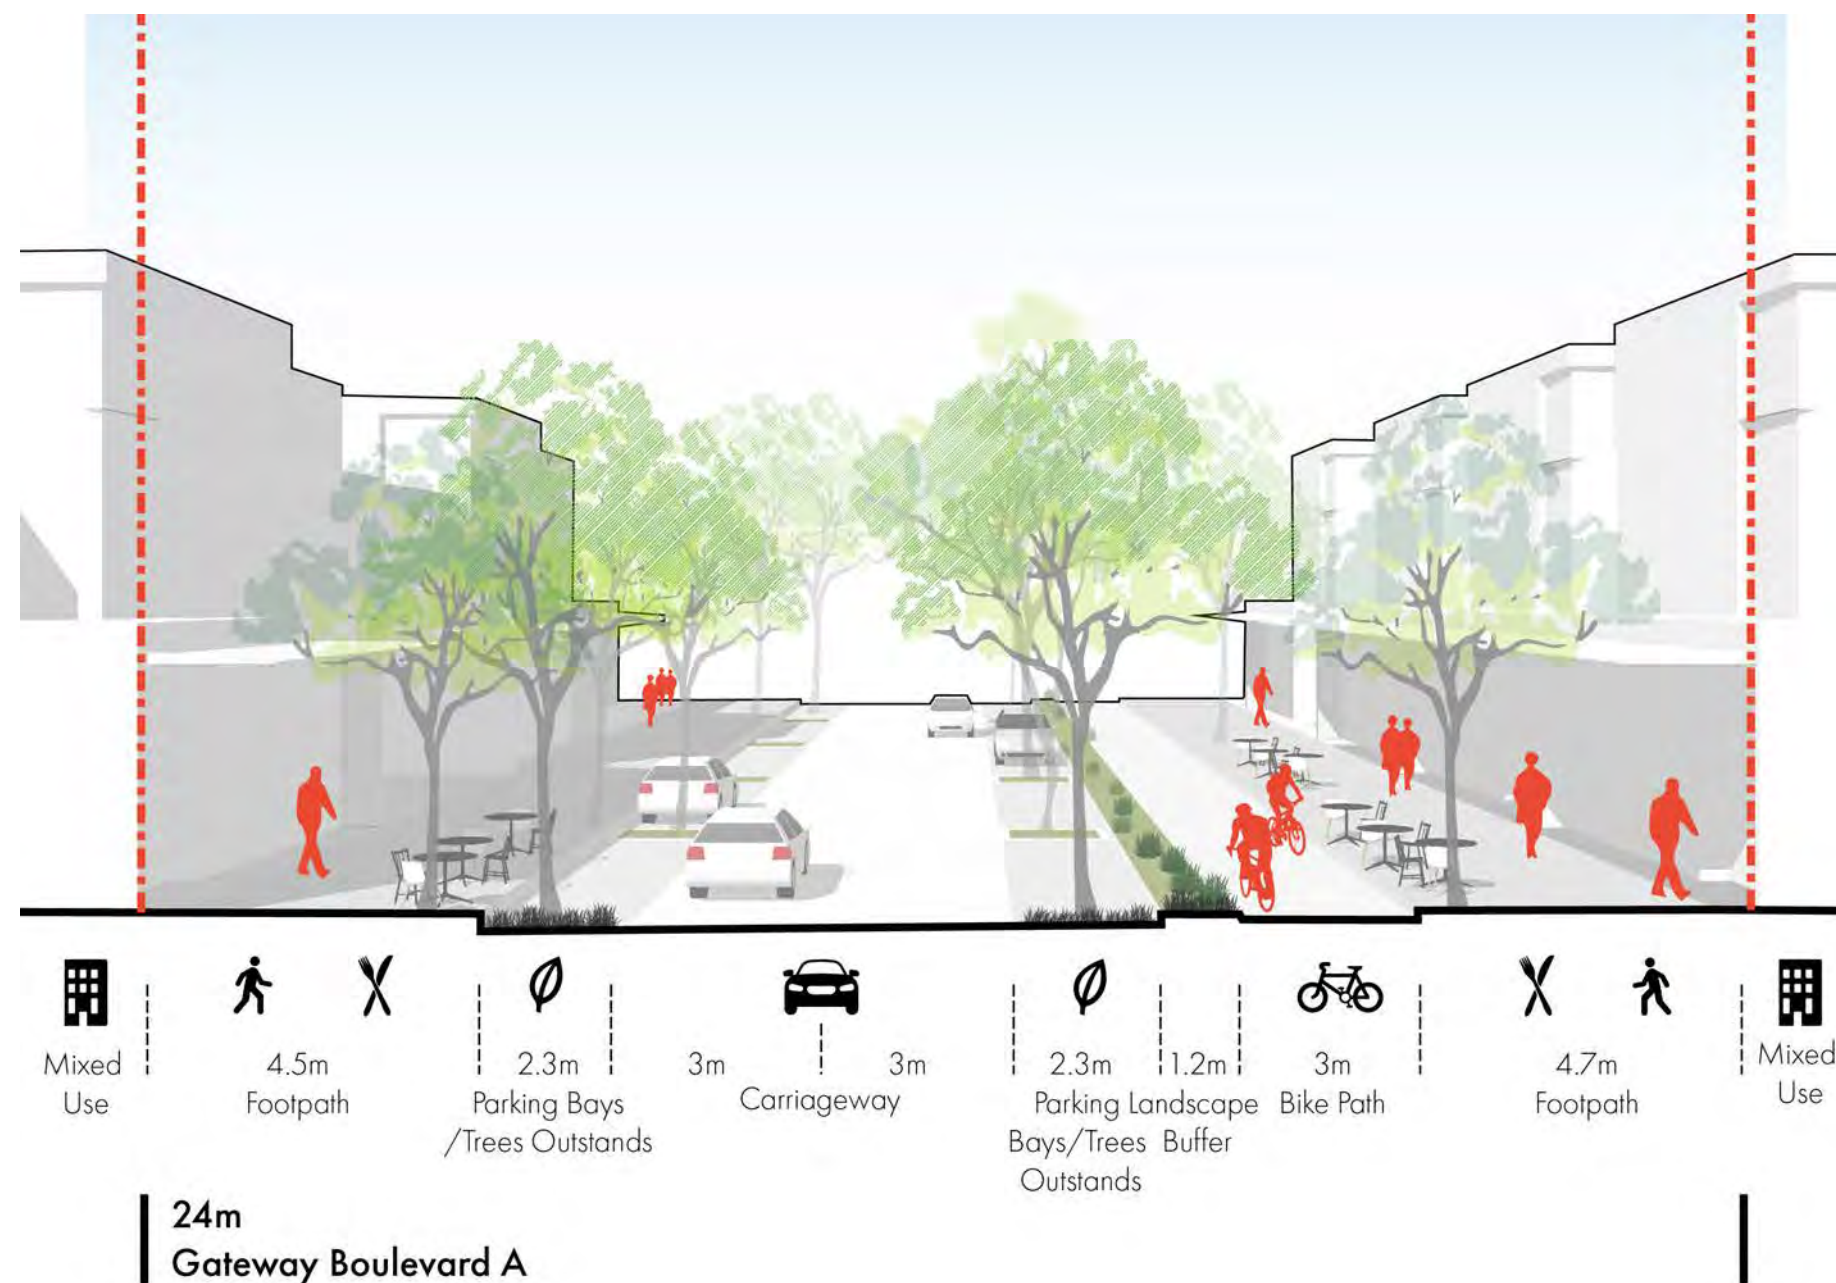 Mixed
Use
4.5m
Footpath
2.3m
Parking Bays
/Trees Outstands
3m
3m
Carriageway
2.3m
Parking
Bays/Trees
Outstands
1.2m
Landscape
Buffer
3m
Bike Path
4.7m
Footpath
Mixed
Use
24m
Gateway Boulevard A